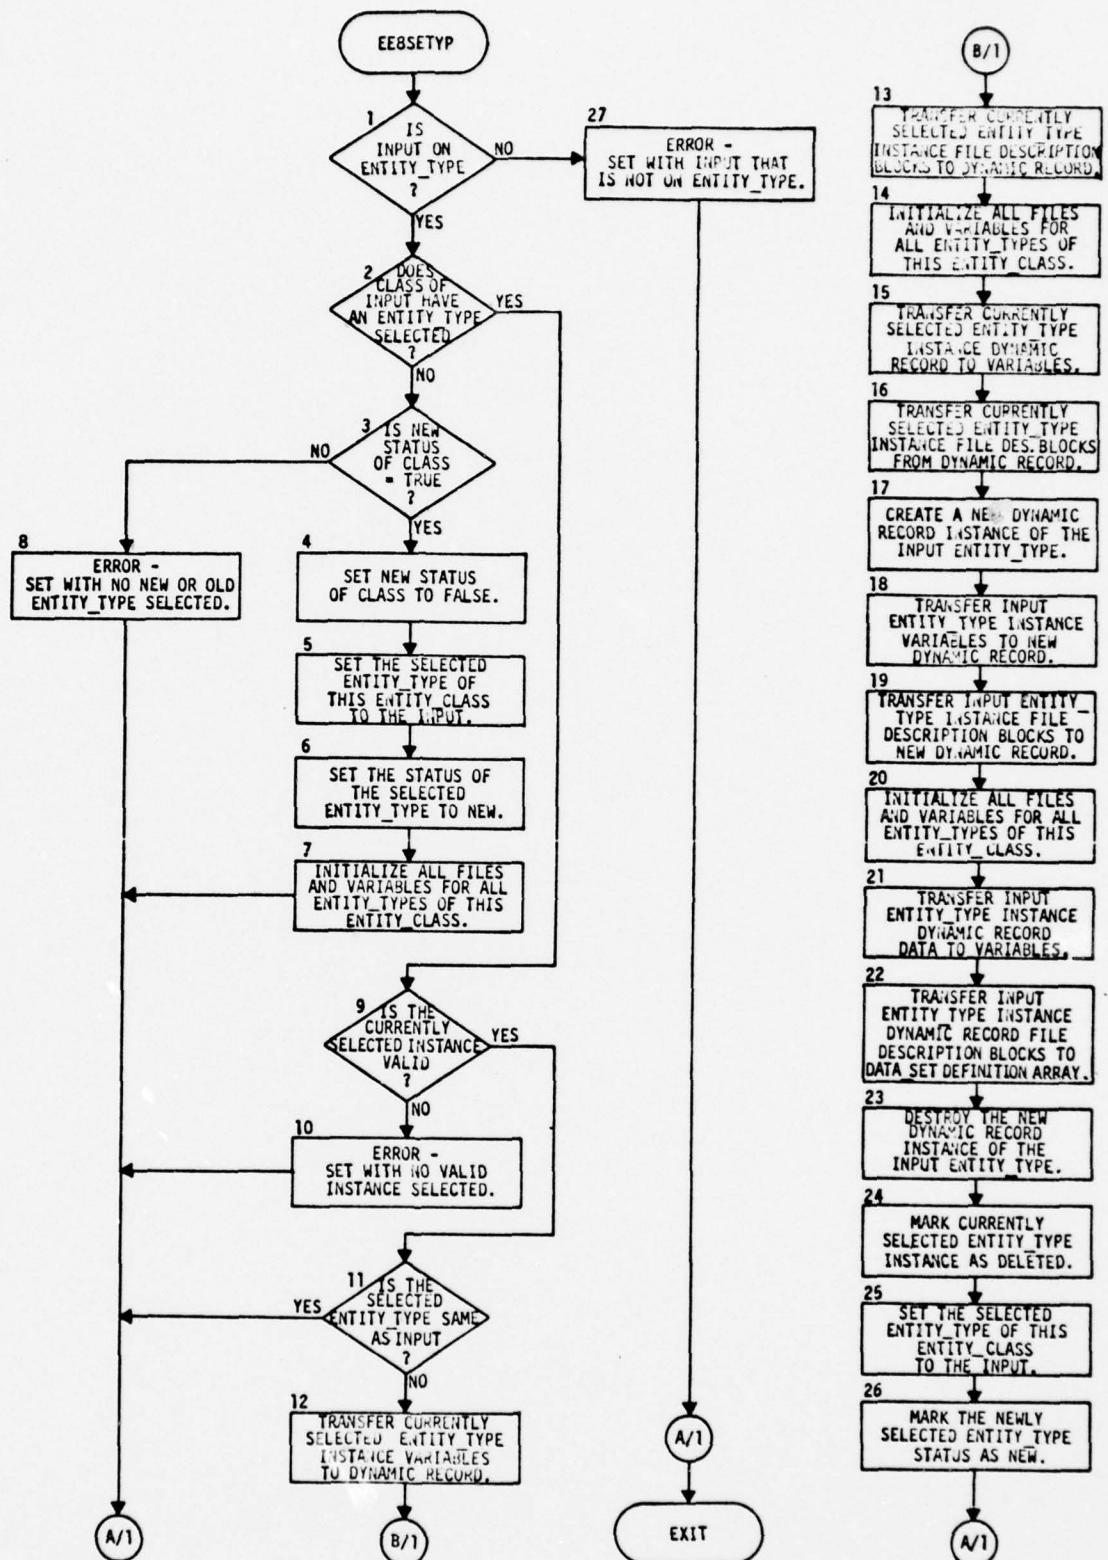 EE8SETYP
1
IS
INPUT ON
ENTITY_TYPE
?
NO
YES
27
ERROR -
SET WITH INPUT THAT
IS NOT ON ENTITY_TYPE.
2
DOES
CLASS OF
INPUT HAVE
AN ENTITY TYPE
SELECTED
?
YES
NO
3
IS NEW
STATUS
OF CLASS
= TRUE
?
NO
YES
8
ERROR -
SET WITH NO NEW OR OLD
ENTITY_TYPE SELECTED.
4
SET NEW STATUS
OF CLASS TO FALSE.
5
SET THE SELECTED
ENTITY_TYPE OF
THIS ENTITY_CLASS
TO THE INPUT.
6
SET THE STATUS OF
THE SELECTED
ENTITY_TYPE TO NEW.
7
INITIALIZE ALL FILES
AND VARIABLES FOR ALL
ENTITY_TYPES OF THIS
ENTITY_CLASS.
9
IS THE
CURRENTLY
SELECTED INSTANCE
VALID
?
YES
NO
10
ERROR -
SET WITH NO VALID
INSTANCE SELECTED.
11
IS THE
SELECTED
ENTITY_TYPE SAME
AS INPUT
?
YES
NO
12
TRANSFER CURRENTLY
SELECTED ENTITY_TYPE
INSTANCE VARIABLES
TO DYNAMIC RECORD.
A/1
B/1
A/1
EXIT
B/1
13
TRANSFER CURRENTLY
SELECTED ENTITY TYPE
INSTANCE FILE DESCRIPTION
BLOCKS TO DYNAMIC RECORD.
14
INITIALIZE ALL FILES
AND VARIABLES FOR
ALL ENTITY_TYPES OF
THIS ENTITY_CLASS.
15
TRANSFER CURRENTLY
SELECTED ENTITY TYPE
INSTANCE DYNAMIC
RECORD TO VARIABLES.
16
TRANSFER CURRENTLY
SELECTED ENTITY_TYPE
INSTANCE FILE DES.BLOCKS
FROM DYNAMIC RECORD.
17
CREATE A NEW DYNAMIC
RECORD INSTANCE OF THE
INPUT ENTITY_TYPE.
18
TRANSFER INPUT
ENTITY_TYPE INSTANCE
VARIABLES TO NEW
DYNAMIC RECORD.
19
TRANSFER INPUT ENTITY_
TYPE INSTANCE FILE
DESCRIPTION BLOCKS TO
NEW DYNAMIC RECORD.
20
INITIALIZE ALL FILES
AND VARIABLES FOR ALL
ENTITY_TYPES OF THIS
ENTITY_CLASS.
21
TRANSFER INPUT
ENTITY_TYPE INSTANCE
DYNAMIC RECORD
DATA TO VARIABLES.
22
TRANSFER INPUT
ENTITY_TYPE INSTANCE
DYNAMIC RECORD FILE
DESCRIPTION BLOCKS TO
DATA_SET DEFINITION ARRAY.
23
DESTROY THE NEW
DYNAMIC RECORD
INSTANCE OF THE
INPUT ENTITY_TYPE.
24
MARK CURRENTLY
SELECTED ENTITY_TYPE
INSTANCE AS DELETED.
25
SET THE SELECTED
ENTITY_TYPE OF THIS
ENTITY_CLASS
TO THE INPUT.
26
MARK THE NEWLY
SELECTED ENTITY_TYPE
STATUS AS NEW.
A/1